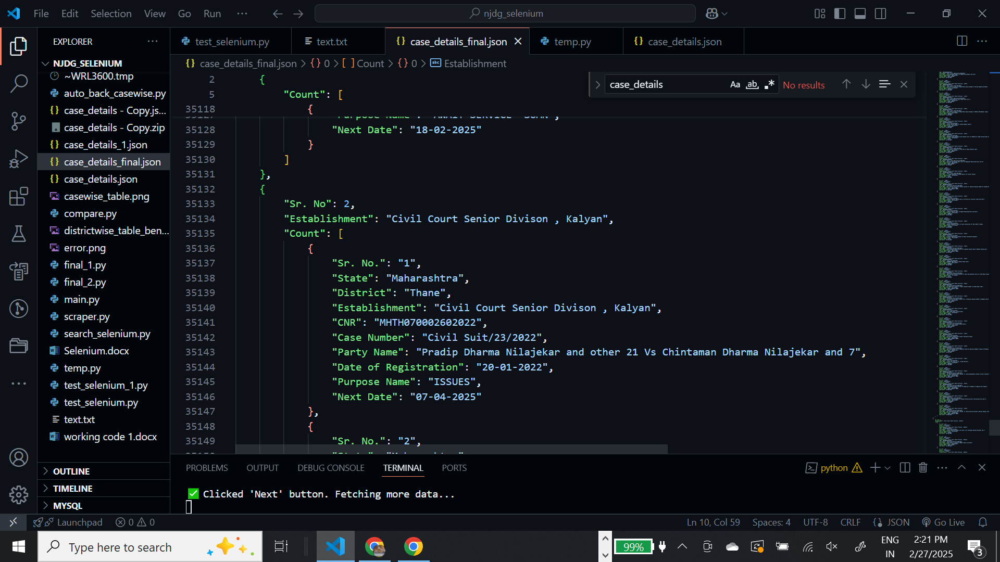 File Edit Selection View Go Run ...
njdg_selenium
EXPLORER ...
NJDG_SELENIUM
~WRL3600.tmp
auto_back_casewise.py
case_details - Copy.js...
case_details - Copy.zip
case_details_1.json
case_details_final.json
case_details.json
casewise_table.png
compare.py
districtwise_table_ben...
error.png
final_1.py
final_2.py
main.py
scraper.py
search_selenium.py
Selenium.docx
temp.py
test_selenium_1.py
test_selenium.py
text.txt
working code 1.docx
OUTLINE
TIMELINE
MYSQL
test_selenium.py text.txt case_details_final.json temp.py case_details.json
case_details_final.json > {} 0 > [ ] Count > {} 0 > Establishment
case_details Aa ab No results
2 {
5 "Count": [
35118 {
35128 "Next Date": "18-02-2025"
35129 }
35130 ]
35131 },
35132 {
35133 "Sr. No": 2,
35134 "Establishment": "Civil Court Senior Divison , Kalyan",
35135 "Count": [
35136 {
35137 "Sr. No.": "1",
35138 "State": "Maharashtra",
35139 "District": "Thane",
35140 "Establishment": "Civil Court Senior Divison , Kalyan",
35141 "CNR": "MHTH070002602022",
35142 "Case Number": "Civil Suit/23/2022",
35143 "Party Name": "Pradip Dharma Nilajekar and other 21 Vs Chintaman Dharma Nilajekar and 7",
35144 "Date of Registration": "20-01-2022",
35145 "Purpose Name": "ISSUES",
35146 "Next Date": "07-04-2025"
35147 },
35148 {
35149 "Sr. No.": "2",
PROBLEMS OUTPUT DEBUG CONSOLE TERMINAL PORTS
python
✅ Clicked 'Next' button. Fetching more data...
Launchpad 0 0
Ln 10, Col 59 Spaces: 4 UTF-8 CRLF {} JSON Go Live
Type here to search
99%
ENG
IN
2:21 PM
2/27/2025
3